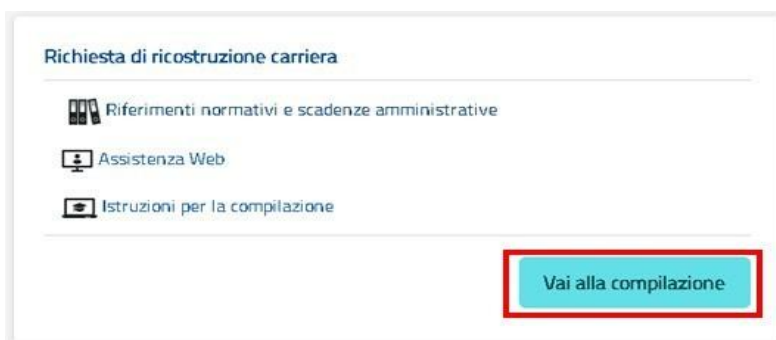 Richiesta di ricostruzione carriera
Riferimenti normativi e scadenze amministrative
Assistenza Web
Istruzioni per la compilazione
Vai alla compilazione